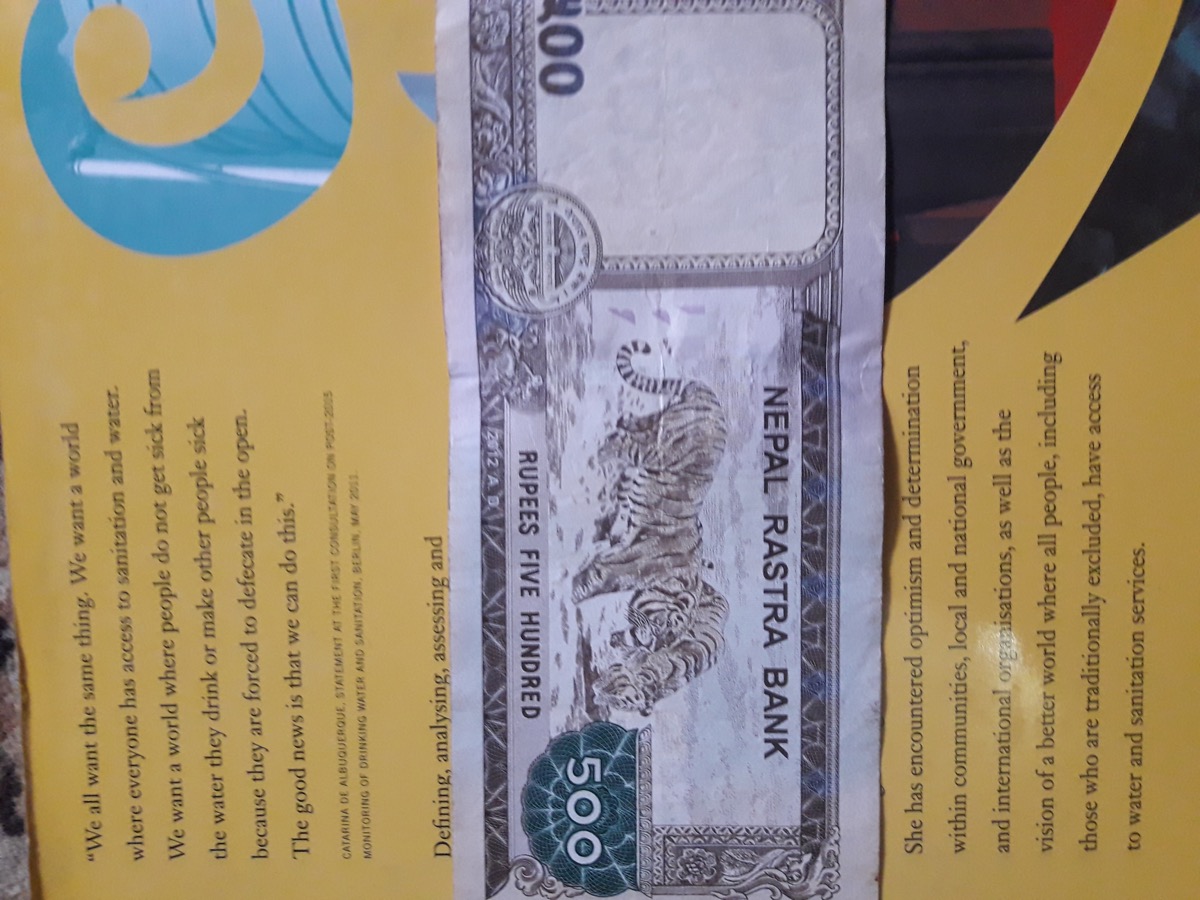 “We all want the same thing. We want a world
where everyone has access to sanitation and water.
We want a world where people do not get sick from
the water they drink or make other people sick
because they are forced to defecate in the open.
The good news is that we can do this.”
CATARINA DE ALBUQUERQUE, STATEMENT AT THE FIRST CONSULTATION ON POST-2015
MONITORING OF DRINKING WATER AND SANITATION, BERLIN, MAY 2011.
Defining, analysing, assessing and
NEPAL RASTRA BANK
500
RUPEES FIVE HUNDRED
2012 A D
५00
She has encountered optimism and determination
within communities, local and national government,
and international organisations, as well as the
vision of a better world where all people, including
those who are traditionally excluded, have access
to water and sanitation services.